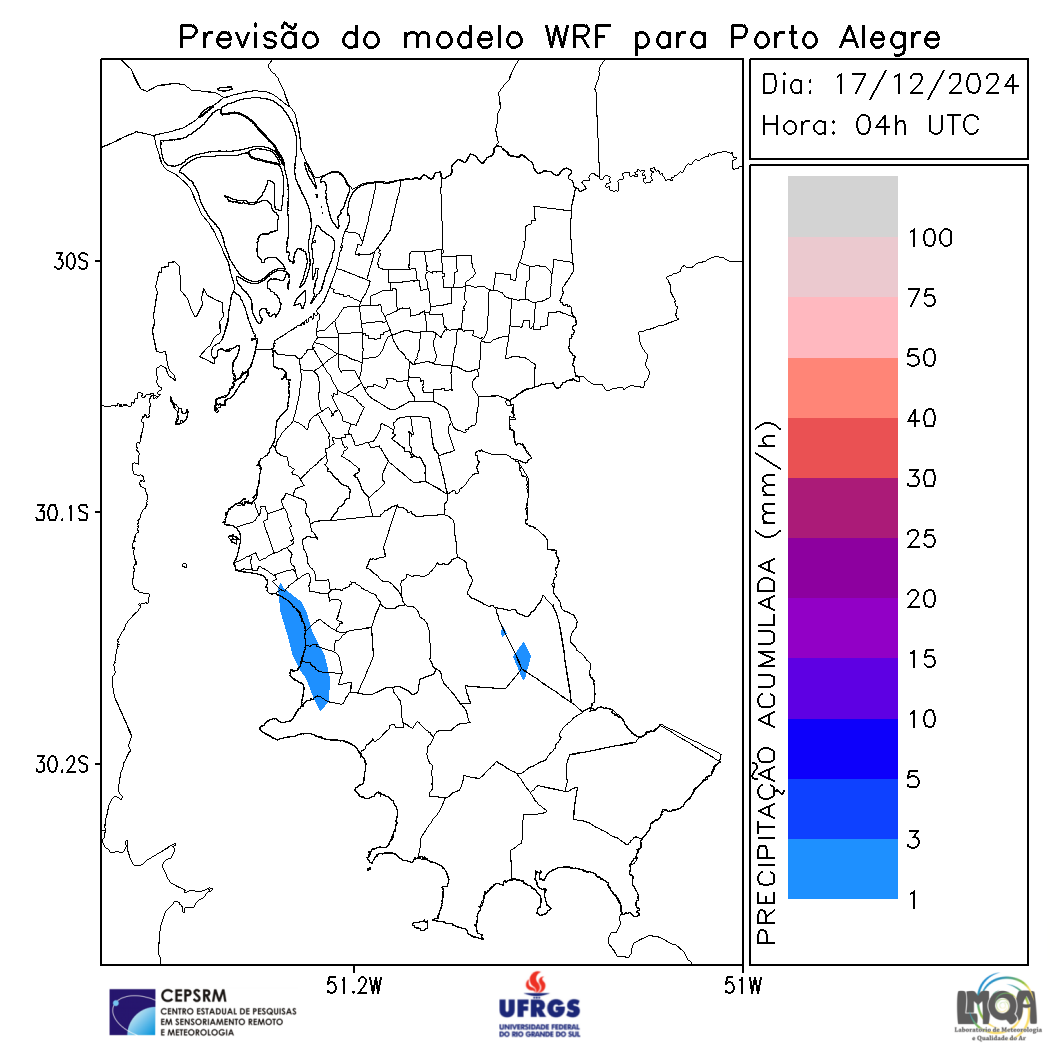 Previsão do modelo WRF para Porto Alegre
Dia: 17/12/2024
Hora: 04h UTC
30S
30.1S
30.2S
51.2W
51W
PRECIPITAÇÃO ACUMULADA (mm/h)
100
75
50
40
30
25
20
15
10
5
3
1
CEPSRM
CENTRO ESTADUAL DE PESQUISAS
EM SENSORIAMENTO REMOTO
E METEOROLOGIA
UFRGS
UNIVERSIDADE FEDERAL
DO RIO GRANDE DO SUL
LMQA
Laboratório de Meteorologia
e Qualidade do Ar